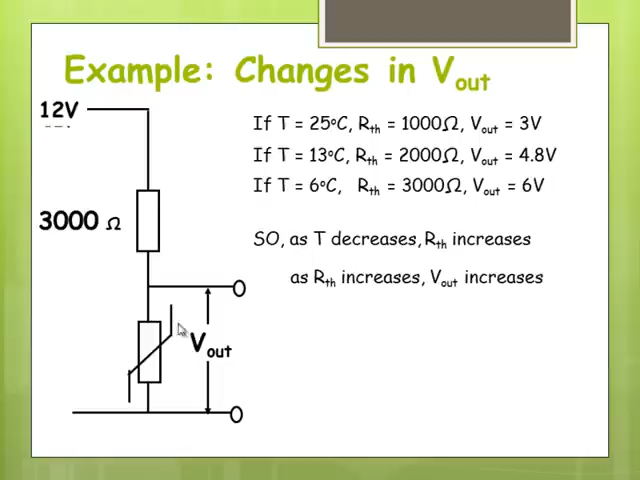 Example: Changes in Vout
12V
If T = 25°C, Rth = 1000Ω, Vout = 3V
If T = 13°C, Rth = 2000Ω, Vout = 4.8V
If T = 6°C, Rth = 3000Ω, Vout = 6V
3000 Ω
SO, as T decreases, Rth increases
as Rth increases, Vout increases
Vout